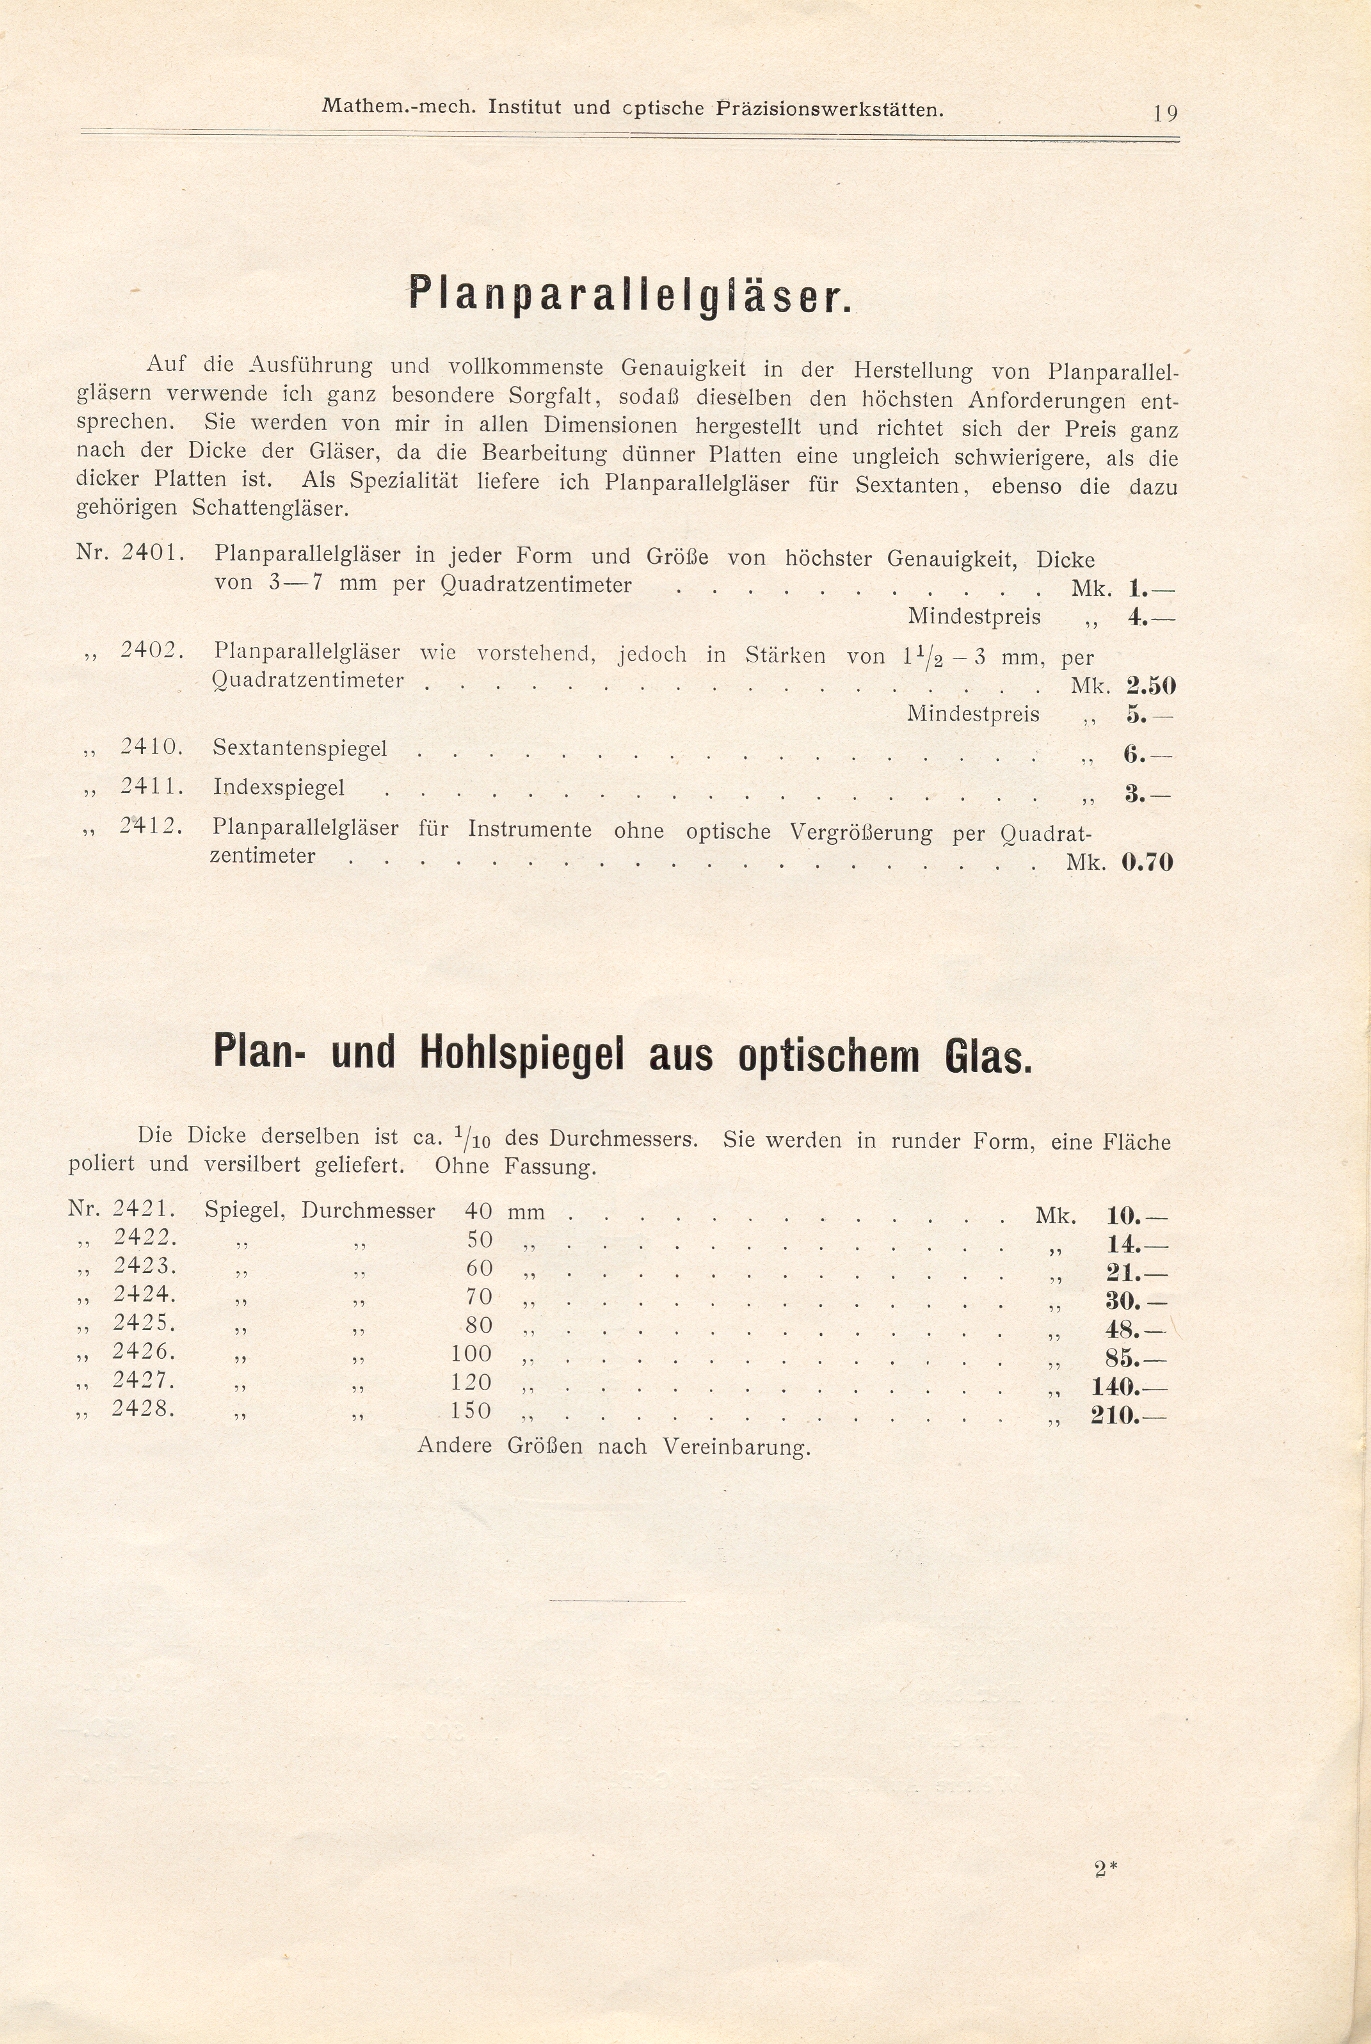 Mathem.-mech. Institut und optische Präzisionswerkstätten. 19
Planparallelgläser.
Auf die Ausführung und vollkommenste Genauigkeit in der Herstellung von Planparallel-
gläsern verwende ich ganz besondere Sorgfalt, sodaß dieselben den höchsten Anforderungen ent-
sprechen. Sie werden von mir in allen Dimensionen hergestellt und richtet sich der Preis ganz
nach der Dicke der Gläser, da die Bearbeitung dünner Platten eine ungleich schwierigere, als die
dicker Platten ist. Als Spezialität liefere ich Planparallelgläser für Sextanten, ebenso die dazu
gehörigen Schattengläser.
Nr. 2401. Planparallelgläser in jeder Form und Größe von höchster Genauigkeit, Dicke
von 3—7 mm per Quadratzentimeter . . . . . . . . . . . Mk. 1.—
Mindestpreis ,, 4.—
,, 2402. Planparallelgläser wie vorstehend, jedoch in Stärken von 1 1/2 – 3 mm, per
Quadratzentimeter . . . . . . . . . . . . . . . . . . Mk. 2.50
Mindestpreis ,, 5.—
,, 2410. Sextantenspiegel . . . . . . . . . . . . . . . . . . ,, 6.—
,, 2411. Indexspiegel . . . . . . . . . . . . . . . . . . . ,, 3.—
,, 2412. Planparallelgläser für Instrumente ohne optische Vergrößerung per Quadrat-
zentimeter . . . . . . . . . . . . . . . . . . . . Mk. 0.70
Plan- und Hohlspiegel aus optischem Glas.
Die Dicke derselben ist ca. 1/10 des Durchmessers. Sie werden in runder Form, eine Fläche
poliert und versilbert geliefert. Ohne Fassung.
Nr. 2421. Spiegel, Durchmesser 40 mm . . . . . . . . . . . . . Mk. 10.—
,, 2422. ,, ,, 50 ,, . . . . . . . . . . . . . ,, 14.—
,, 2423. ,, ,, 60 ,, . . . . . . . . . . . . . ,, 21.—
,, 2424. ,, ,, 70 ,, . . . . . . . . . . . . . ,, 30.—
,, 2425. ,, ,, 80 ,, . . . . . . . . . . . . . ,, 48.—
,, 2426. ,, ,, 100 ,, . . . . . . . . . . . . . ,, 85.—
,, 2427. ,, ,, 120 ,, . . . . . . . . . . . . . ,, 140.—
,, 2428. ,, ,, 150 ,, . . . . . . . . . . . . . ,, 210.—
Andere Größen nach Vereinbarung.
2*